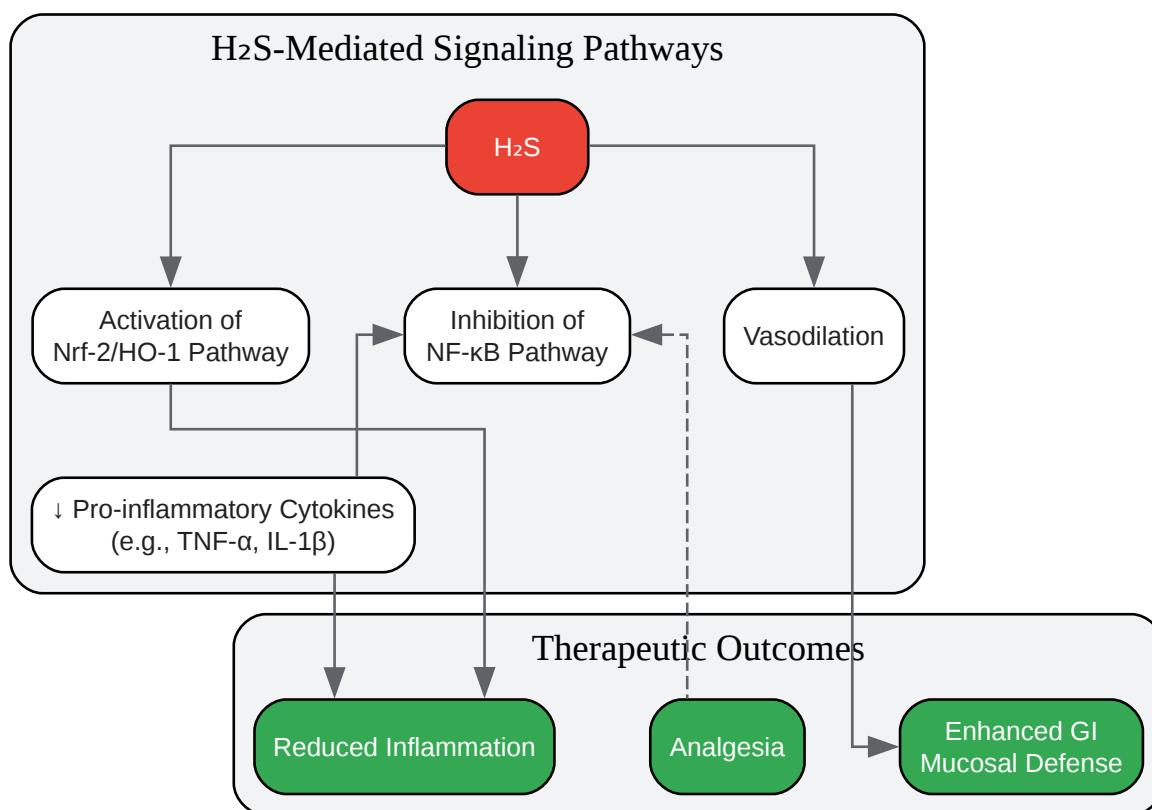 H₂S-Mediated Signaling Pathways
H₂S
Activation of
Nrf-2/HO-1 Pathway
Inhibition of
NF-κB Pathway
Vasodilation
↓ Pro-inflammatory Cytokines
(e.g., TNF-α, IL-1β)
Therapeutic Outcomes
Reduced Inflammation
Analgesia
Enhanced GI
Mucosal Defense